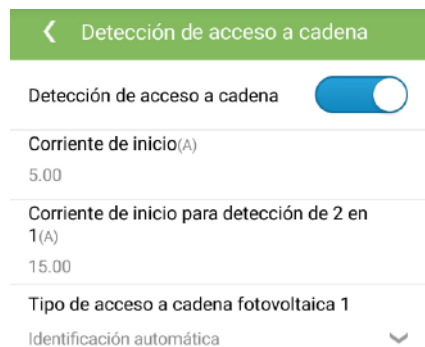 Detección de acceso a cadena
Detección de acceso a cadena
Corriente de inicio(A)
5.00
Corriente de inicio para detección de 2 en
1(A)
15.00
Tipo de acceso a cadena fotovoltaica 1
Identificación automática